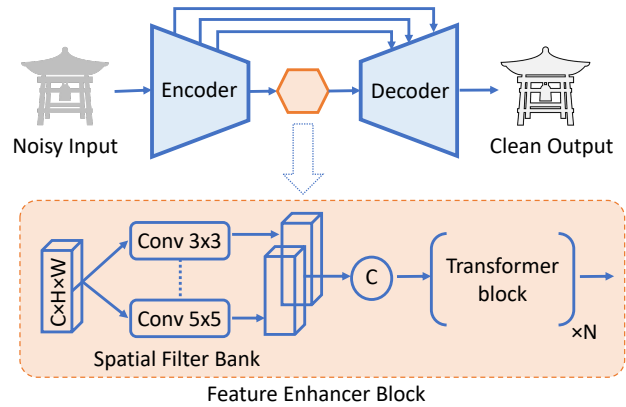 Encoder
Decoder
Noisy Input
Clean Output
C×H×W
Conv 3x3
Conv 5x5
C
Transformer
block
×N
Spatial Filter Bank
Feature Enhancer Block